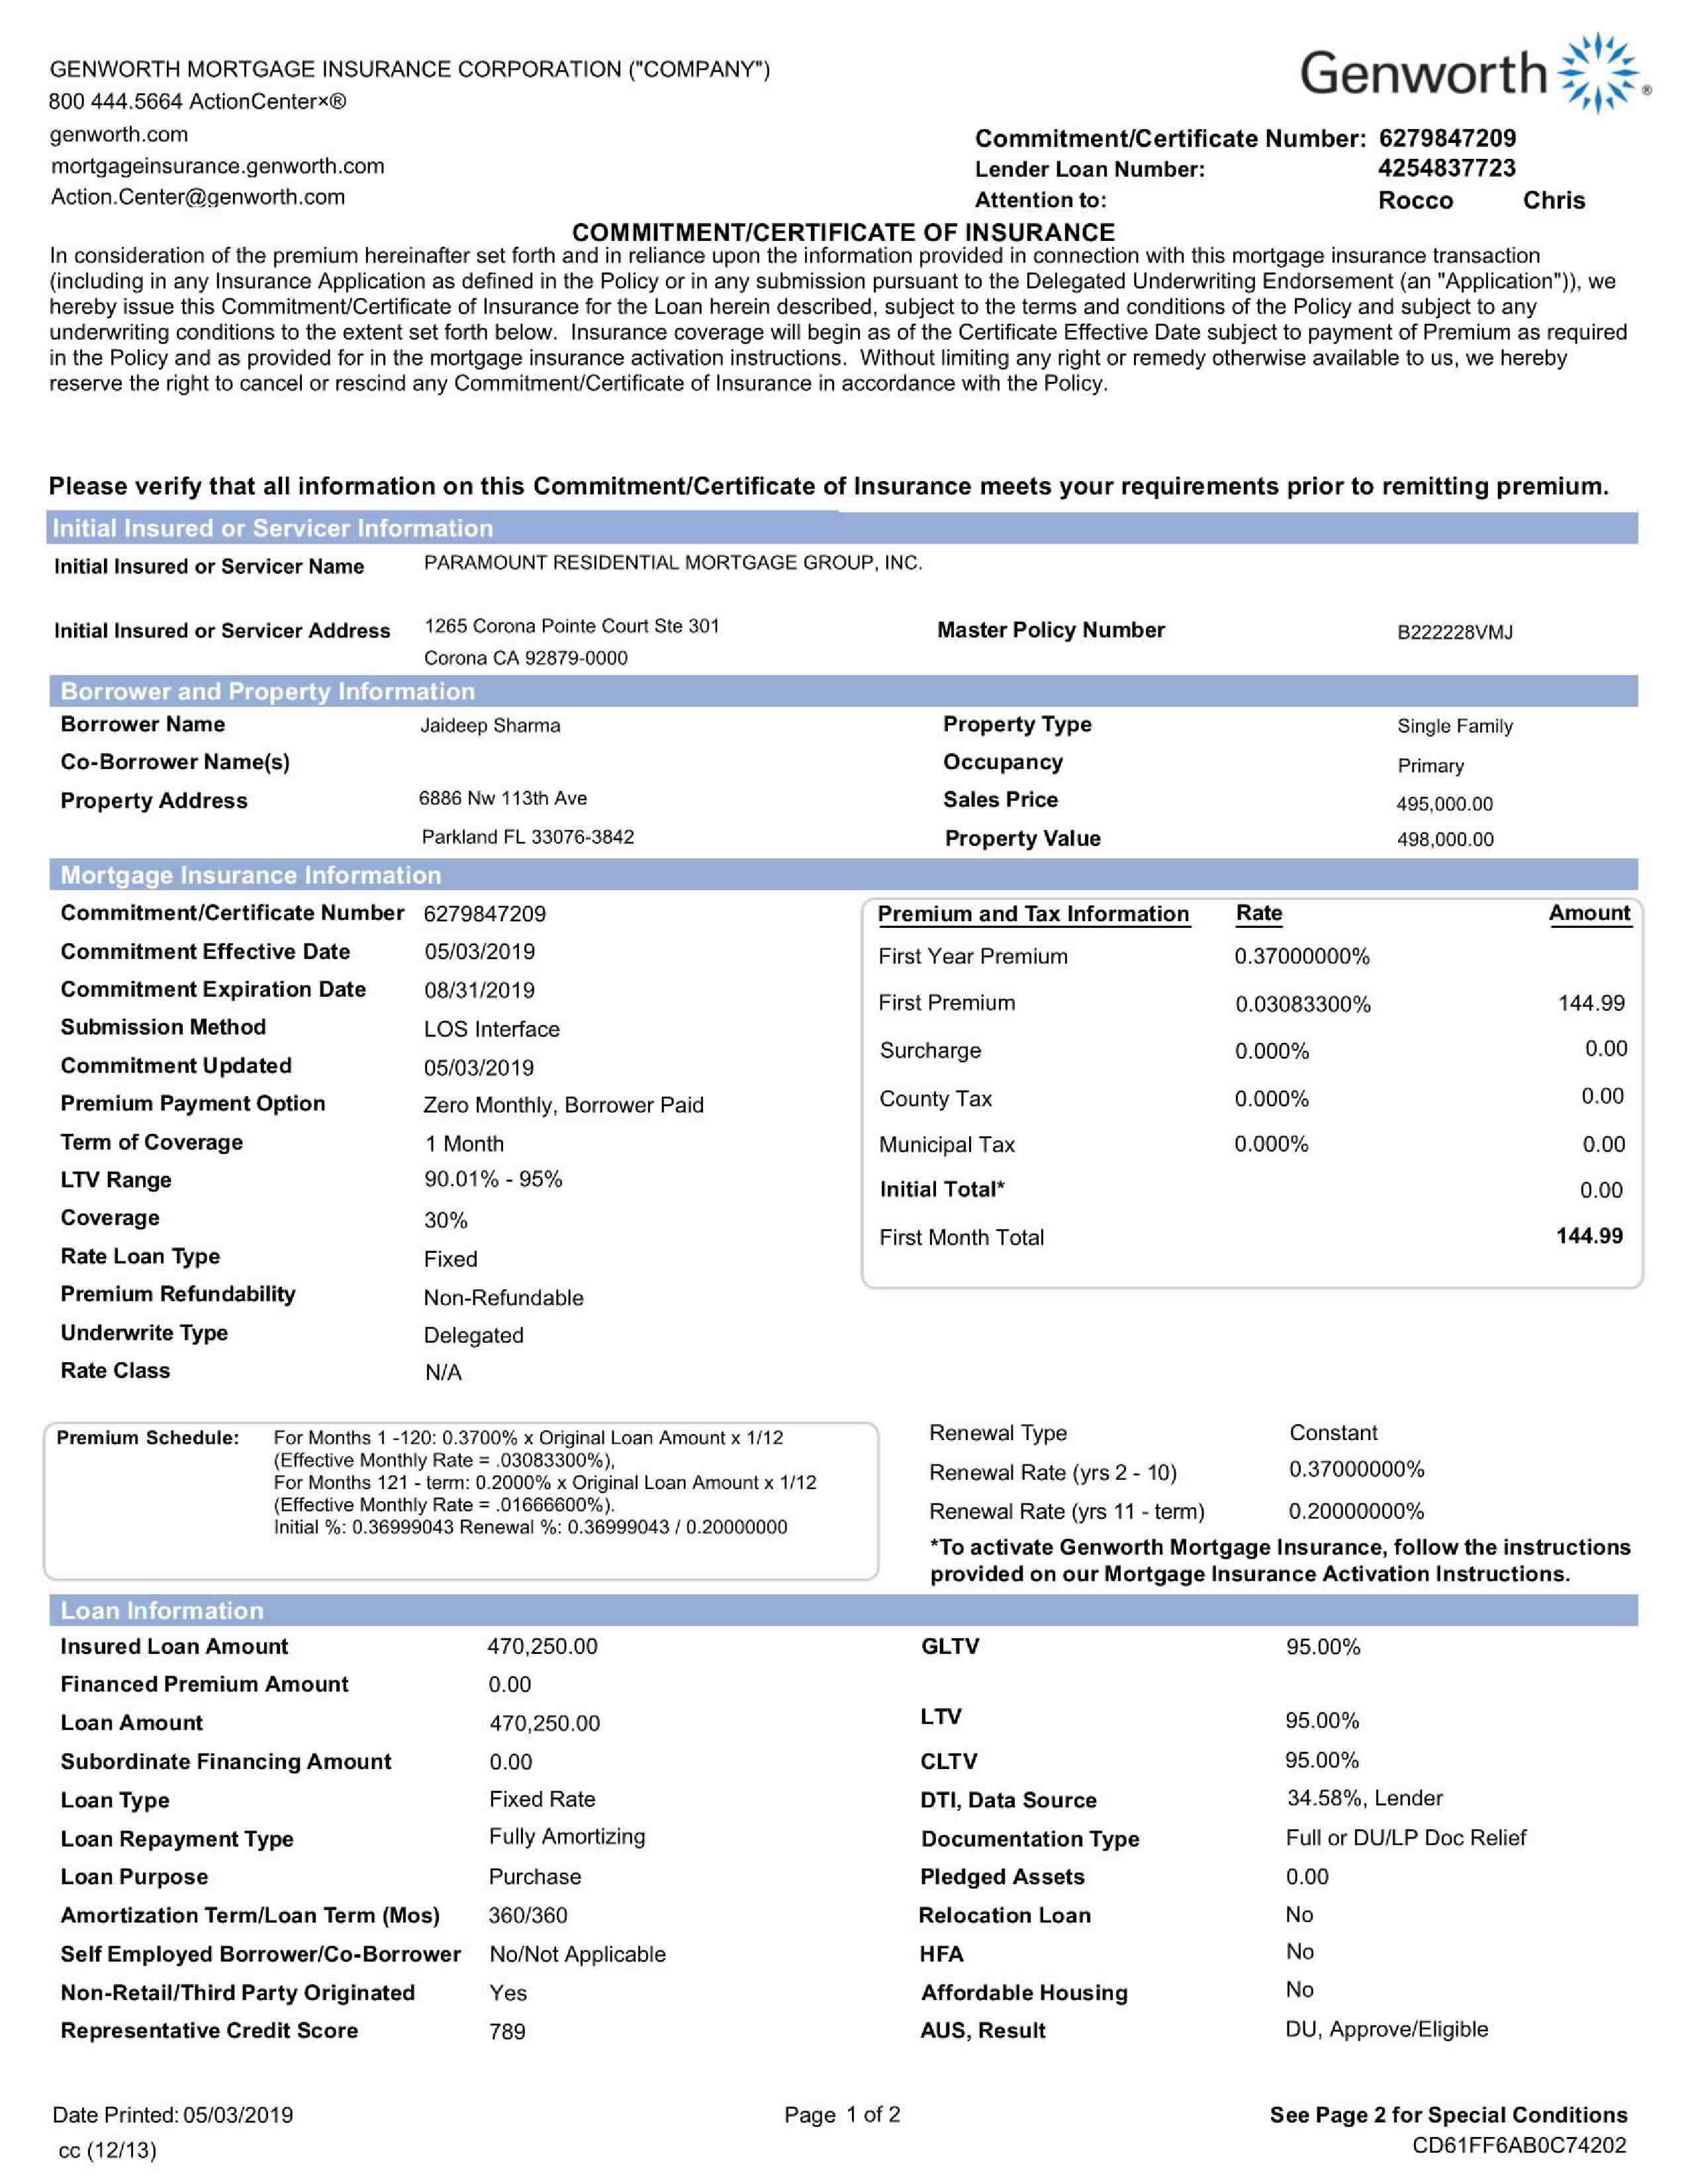 GENWORTH MORTGAGE INSURANCE CORPORATION ("COMPANY")
800 444.5664 ActionCenter×®
genworth.com
mortgageinsurance.genworth.com
Action.Center@genworth.com
Genworth®
Commitment/Certificate Number: 6279847209
Lender Loan Number: 4254837723
Attention to: Rocco Chris
COMMITMENT/CERTIFICATE OF INSURANCE
In consideration of the premium hereinafter set forth and in reliance upon the information provided in connection with this mortgage insurance transaction
(including in any Insurance Application as defined in the Policy or in any submission pursuant to the Delegated Underwriting Endorsement (an "Application")), we
hereby issue this Commitment/Certificate of Insurance for the Loan herein described, subject to the terms and conditions of the Policy and subject to any
underwriting conditions to the extent set forth below. Insurance coverage will begin as of the Certificate Effective Date subject to payment of Premium as required
in the Policy and as provided for in the mortgage insurance activation instructions. Without limiting any right or remedy otherwise available to us, we hereby
reserve the right to cancel or rescind any Commitment/Certificate of Insurance in accordance with the Policy.
Please verify that all information on this Commitment/Certificate of Insurance meets your requirements prior to remitting premium.
Initial Insured or Servicer Information
Initial Insured or Servicer Name PARAMOUNT RESIDENTIAL MORTGAGE GROUP, INC.
Initial Insured or Servicer Address 1265 Corona Pointe Court Ste 301 Master Policy Number B222228VMJ
Corona CA 92879-0000
Borrower and Property Information
Borrower Name Jaideep Sharma Property Type Single Family
Co-Borrower Name(s) Occupancy Primary
Property Address 6886 Nw 113th Ave Sales Price 495,000.00
Parkland FL 33076-3842 Property Value 498,000.00
Mortgage Insurance Information
Commitment/Certificate Number 6279847209
Commitment Effective Date 05/03/2019
Commitment Expiration Date 08/31/2019
Submission Method LOS Interface
Commitment Updated 05/03/2019
Premium Payment Option Zero Monthly, Borrower Paid
Term of Coverage 1 Month
LTV Range 90.01% - 95%
Coverage 30%
Rate Loan Type Fixed
Premium Refundability Non-Refundable
Underwrite Type Delegated
Rate Class N/A
Premium and Tax Information Rate Amount
First Year Premium 0.37000000%
First Premium 0.03083300% 144.99
Surcharge 0.000% 0.00
County Tax 0.000% 0.00
Municipal Tax 0.000% 0.00
Initial Total* 0.00
First Month Total 144.99
Premium Schedule: For Months 1 -120: 0.3700% x Original Loan Amount x 1/12
(Effective Monthly Rate = .03083300%),
For Months 121 - term: 0.2000% x Original Loan Amount x 1/12
(Effective Monthly Rate = .01666600%).
Initial %: 0.36999043 Renewal %: 0.36999043 / 0.20000000
Renewal Type Constant
Renewal Rate (yrs 2 - 10) 0.37000000%
Renewal Rate (yrs 11 - term) 0.20000000%
*To activate Genworth Mortgage Insurance, follow the instructions
provided on our Mortgage Insurance Activation Instructions.
Loan Information
Insured Loan Amount 470,250.00 GLTV 95.00%
Financed Premium Amount 0.00
Loan Amount 470,250.00 LTV 95.00%
Subordinate Financing Amount 0.00 CLTV 95.00%
Loan Type Fixed Rate DTI, Data Source 34.58%, Lender
Loan Repayment Type Fully Amortizing Documentation Type Full or DU/LP Doc Relief
Loan Purpose Purchase Pledged Assets 0.00
Amortization Term/Loan Term (Mos) 360/360 Relocation Loan No
Self Employed Borrower/Co-Borrower No/Not Applicable HFA No
Non-Retail/Third Party Originated Yes Affordable Housing No
Representative Credit Score 789 AUS, Result DU, Approve/Eligible
Date Printed: 05/03/2019 Page 1 of 2 See Page 2 for Special Conditions
cc (12/13) CD61FF6AB0C74202